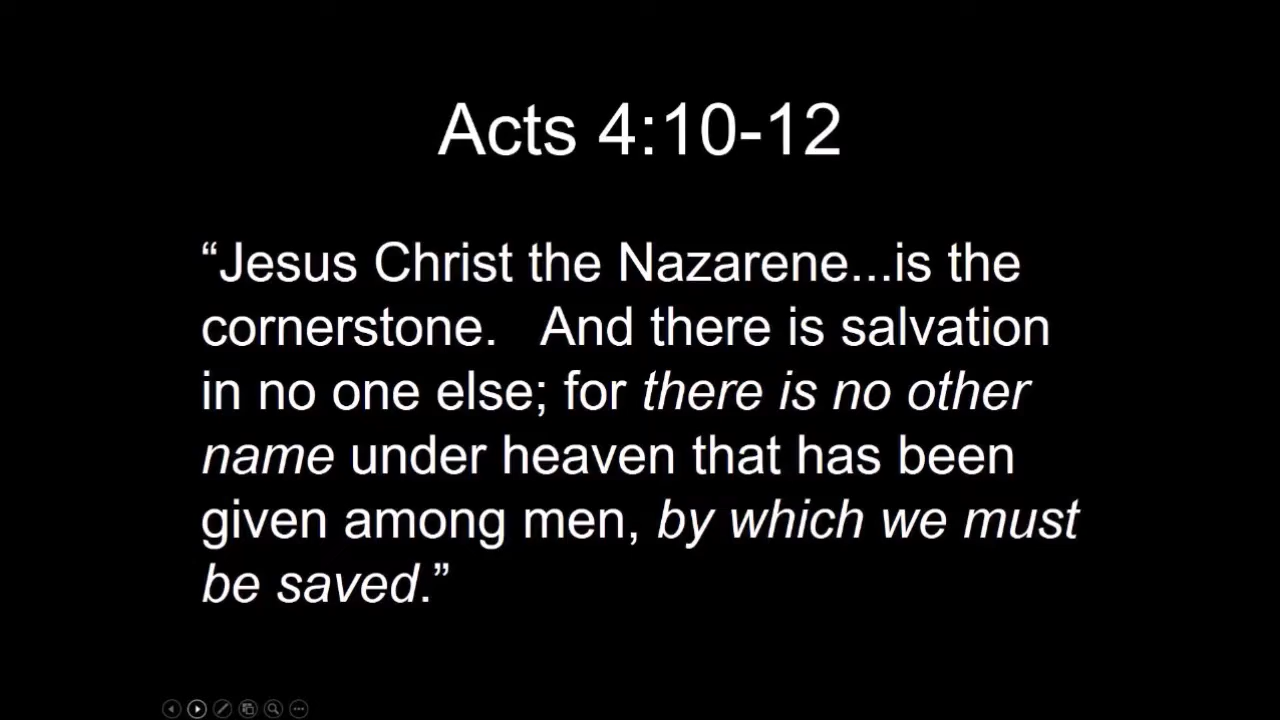 Acts 4:10-12
“Jesus Christ the Nazarene...is the
cornerstone.   And there is salvation
in no one else; for there is no other
name under heaven that has been
given among men, by which we must
be saved.”